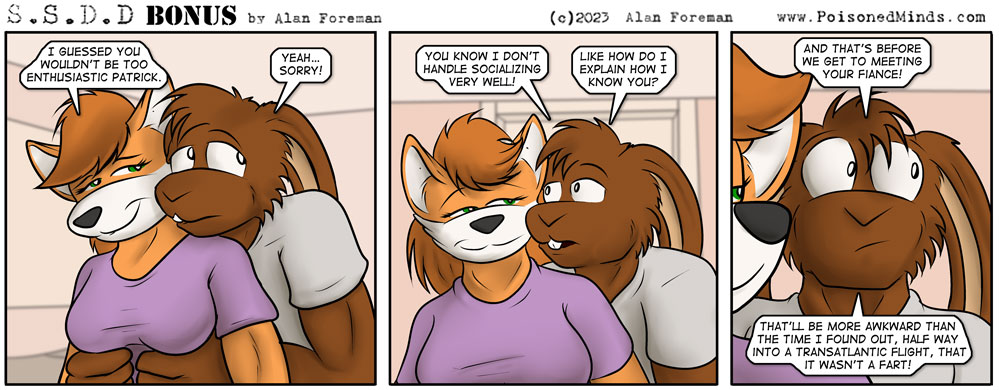 S.S.D.D BONUS by Alan Foreman (c)2023 Alan Foreman www.PoisonedMinds.com
I GUESSED YOU
WOULDN'T BE TOO
ENTHUSIASTIC PATRICK.
YEAH...
SORRY!
YOU KNOW I DON'T
HANDLE SOCIALIZING
VERY WELL!
LIKE HOW DO I
EXPLAIN HOW I
KNOW YOU?
AND THAT'S BEFORE
WE GET TO MEETING
YOUR FIANCE!
THAT'LL BE MORE AWKWARD THAN
THE TIME I FOUND OUT, HALF WAY
INTO A TRANSATLANTIC FLIGHT, THAT
IT WASN'T A FART!